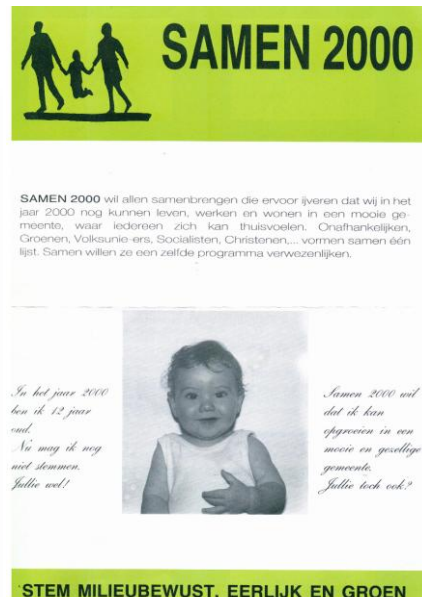 SAMEN 2000
SAMEN 2000 wil allen samenbrengen die ervoor ijveren dat wij in het
jaar 2000 nog kunnen leven, werken en wonen in een mooie ge-
meente, waar iedereen zich kan thuisvoelen. Onafhankelijken,
Groenen, Volksunie-ers, Socialisten, Christenen,... vormen samen één
lijst. Samen willen ze een zelfde programma verwezenlijken.
In het jaar 2000
ben ik 12 jaar
oud.
Nu mag ik nog
niet stemmen.
Jullie wel!
Samen 2000 wil
dat ik kan
opgroeien in een
mooie en gezellige
gemeente.
Jullie toch ook?
STEM MILIEUBEWUST, EERLIJK EN GROEN